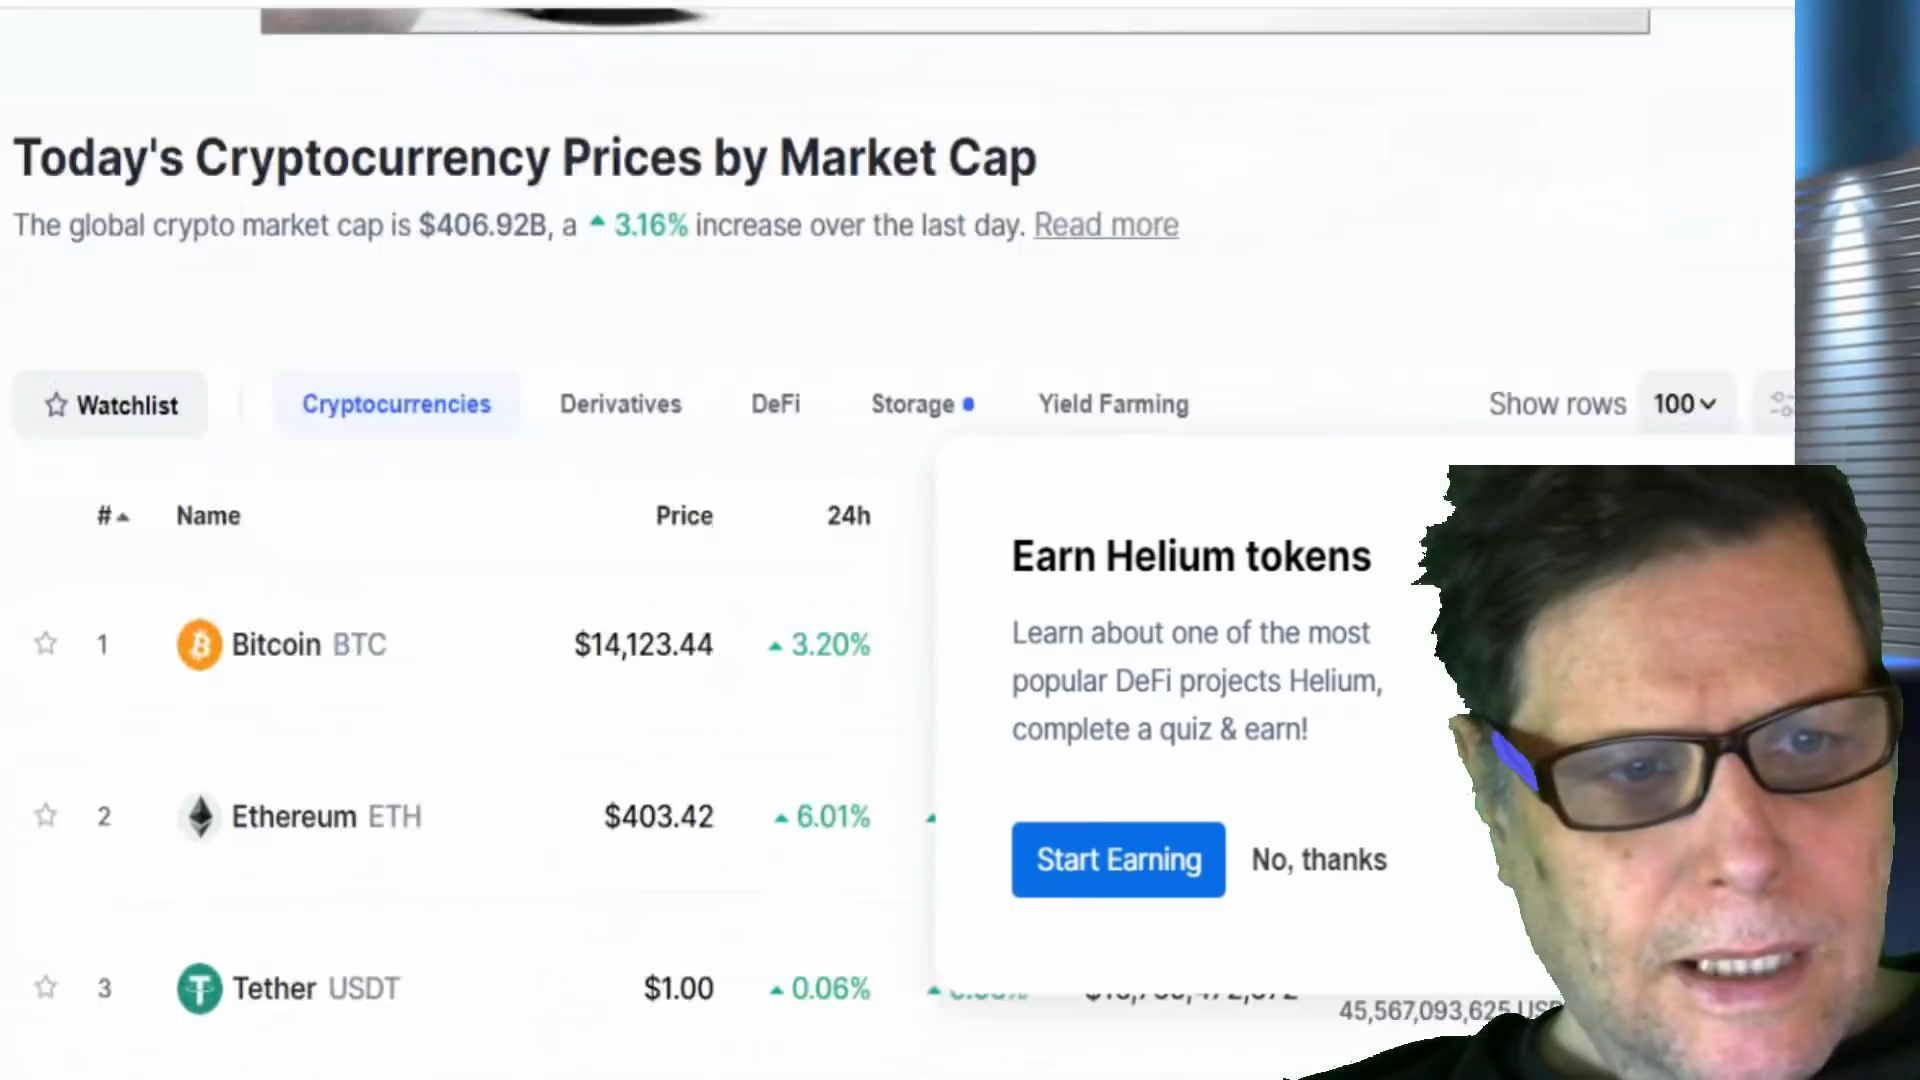 Today's Cryptocurrency Prices by Market Cap
The global crypto market cap is $406.92B, a 3.16% increase over the last day. Read more
Watchlist Cryptocurrencies Derivatives DeFi Storage Yield Farming Show rows 100
# Name Price 24h
1 Bitcoin BTC $14,123.44 3.20%
2 Ethereum ETH $403.42 6.01%
3 Tether USDT $1.00 0.06%
45,567,093,625
Earn Helium tokens
Learn about one of the most
popular DeFi projects Helium,
complete a quiz & earn!
Start Earning No, thanks